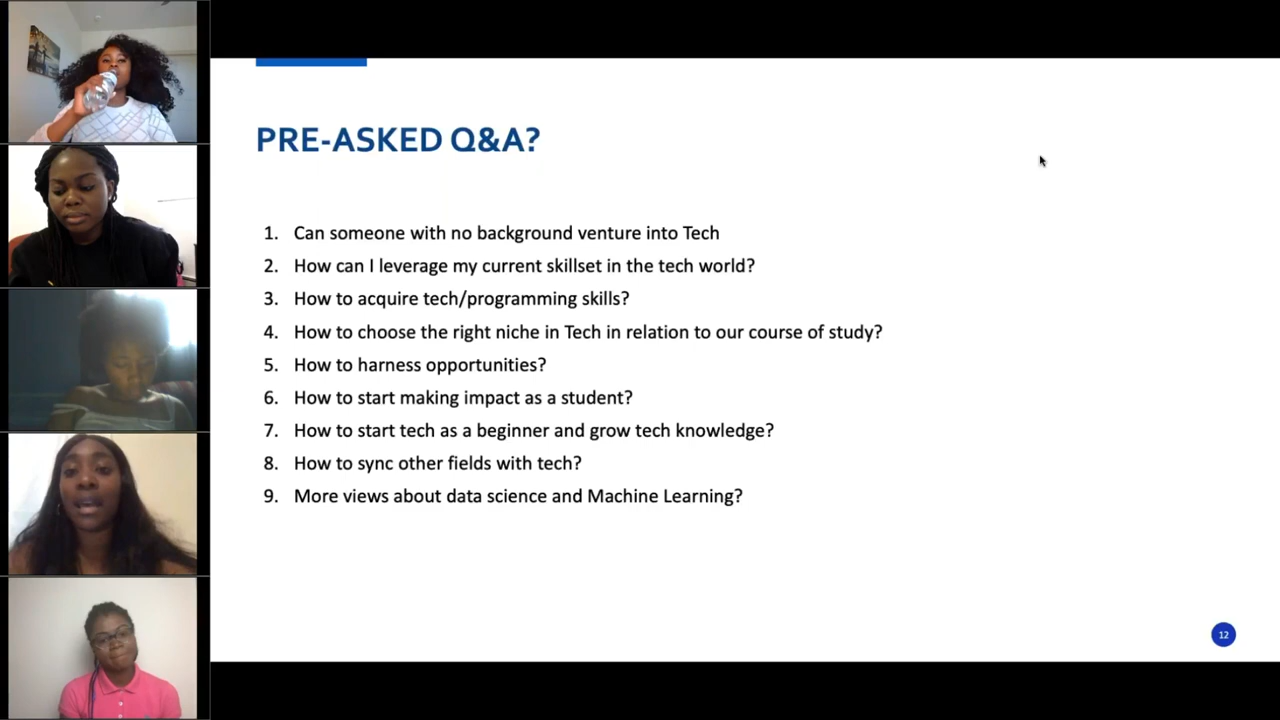 PRE-ASKED Q&A?
1. Can someone with no background venture into Tech
2. How can I leverage my current skillset in the tech world?
3. How to acquire tech/programming skills?
4. How to choose the right niche in Tech in relation to our course of study?
5. How to harness opportunities?
6. How to start making impact as a student?
7. How to start tech as a beginner and grow tech knowledge?
8. How to sync other fields with tech?
9. More views about data science and Machine Learning?
12